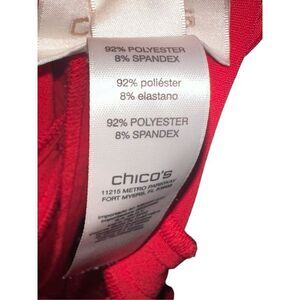 92% POLYESTER
8% SPANDEX
92% poliéster
8% elastano
92% POLYESTER
8% SPANDEX
chico's
11215 METRO PARKWAY
FORT MYERS, FL